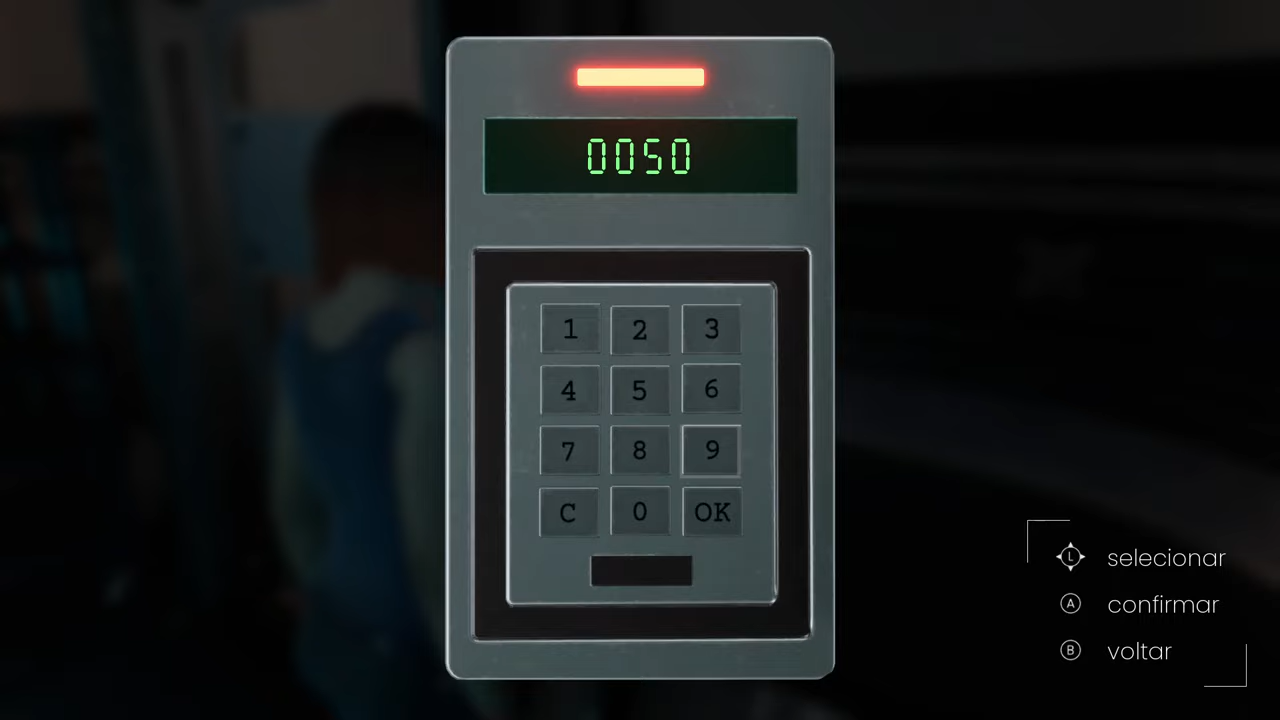 0050
1 2 3
4 5 6
7 8 9
C 0 OK
L selecionar
A confirmar
B voltar